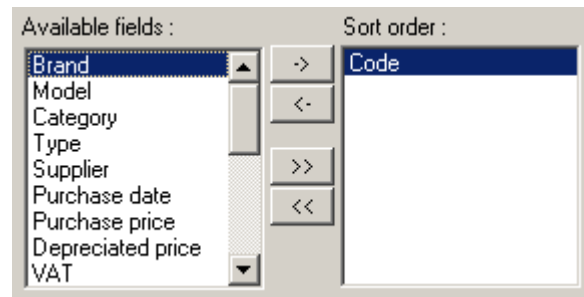 Available fields :
Brand
Model
Category
Type
Supplier
Purchase date
Purchase price
Depreciated price
VAT
->
<-
>>
<<
Sort order :
Code